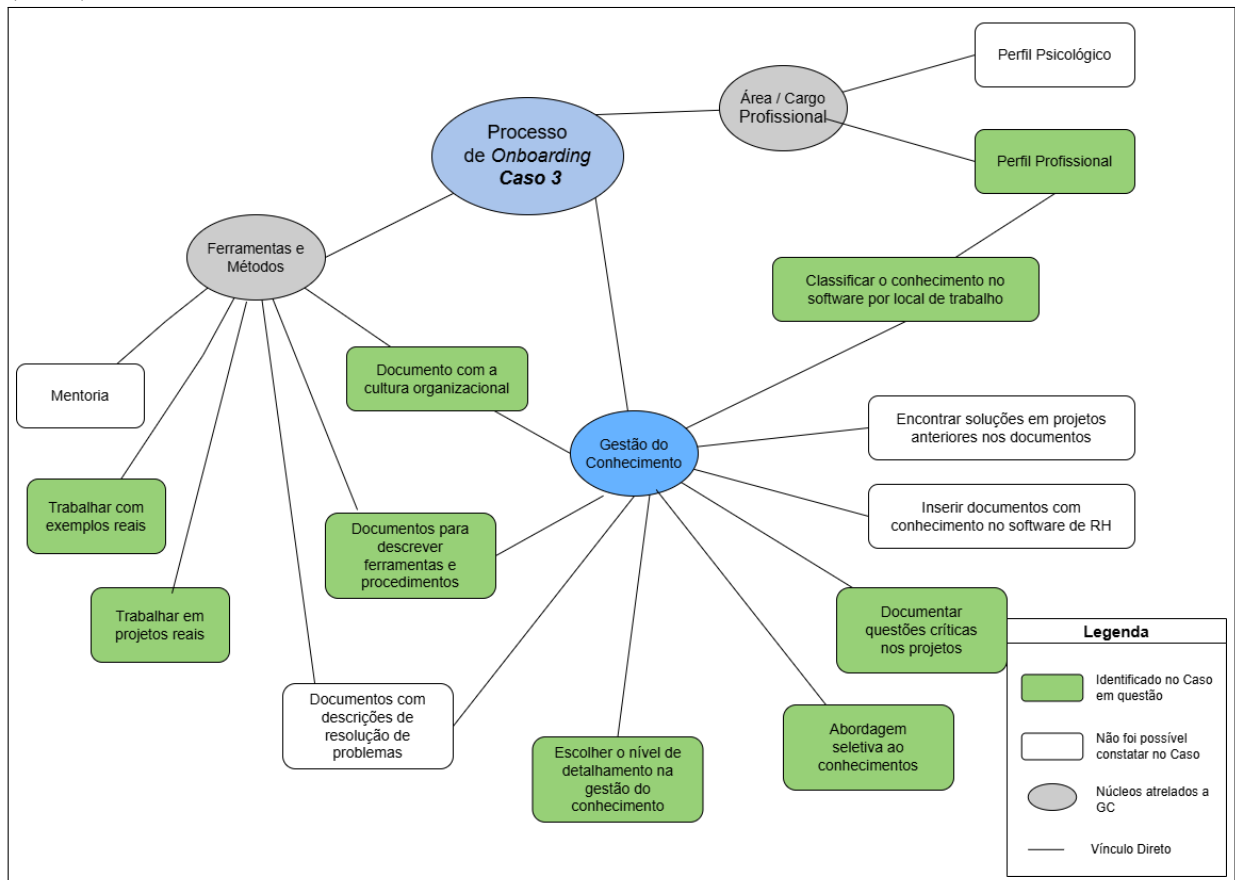 Perfil Psicológico
Área / Cargo
Profissional
Processo
de Onboarding
Caso 3
Perfil Profissional
Ferramentas e
Métodos
Classificar o conhecimento no
software por local de trabalho
Mentoria
Documento com a
cultura organizacional
Encontrar soluções em projetos
anteriores nos documentos
Gestão do
Conhecimento
Inserir documentos com
conhecimento no software de RH
Trabalhar com
exemplos reais
Documentos para
descrever
ferramentas e
procedimentos
Trabalhar em
projetos reais
Documentar
questões críticas
nos projetos
Documentos com
descrições de
resolução de
problemas
Escolher o nível de
detalhamento na
gestão do
conhecimento
Abordagem
seletiva ao
conhecimentos
Legenda
Identificado no Caso
em questão
Não foi possível
constatar no Caso
Núcleos atrelados a
GC
Vínculo Direto